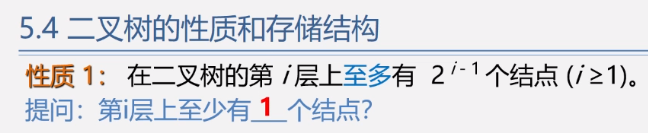 5.4 二叉树的性质和存储结构
性质 1： 在二叉树的第 i 层上至多有 2^{i-1} 个结点 (i ≥1)。
提问：第i层上至少有 1 个结点?